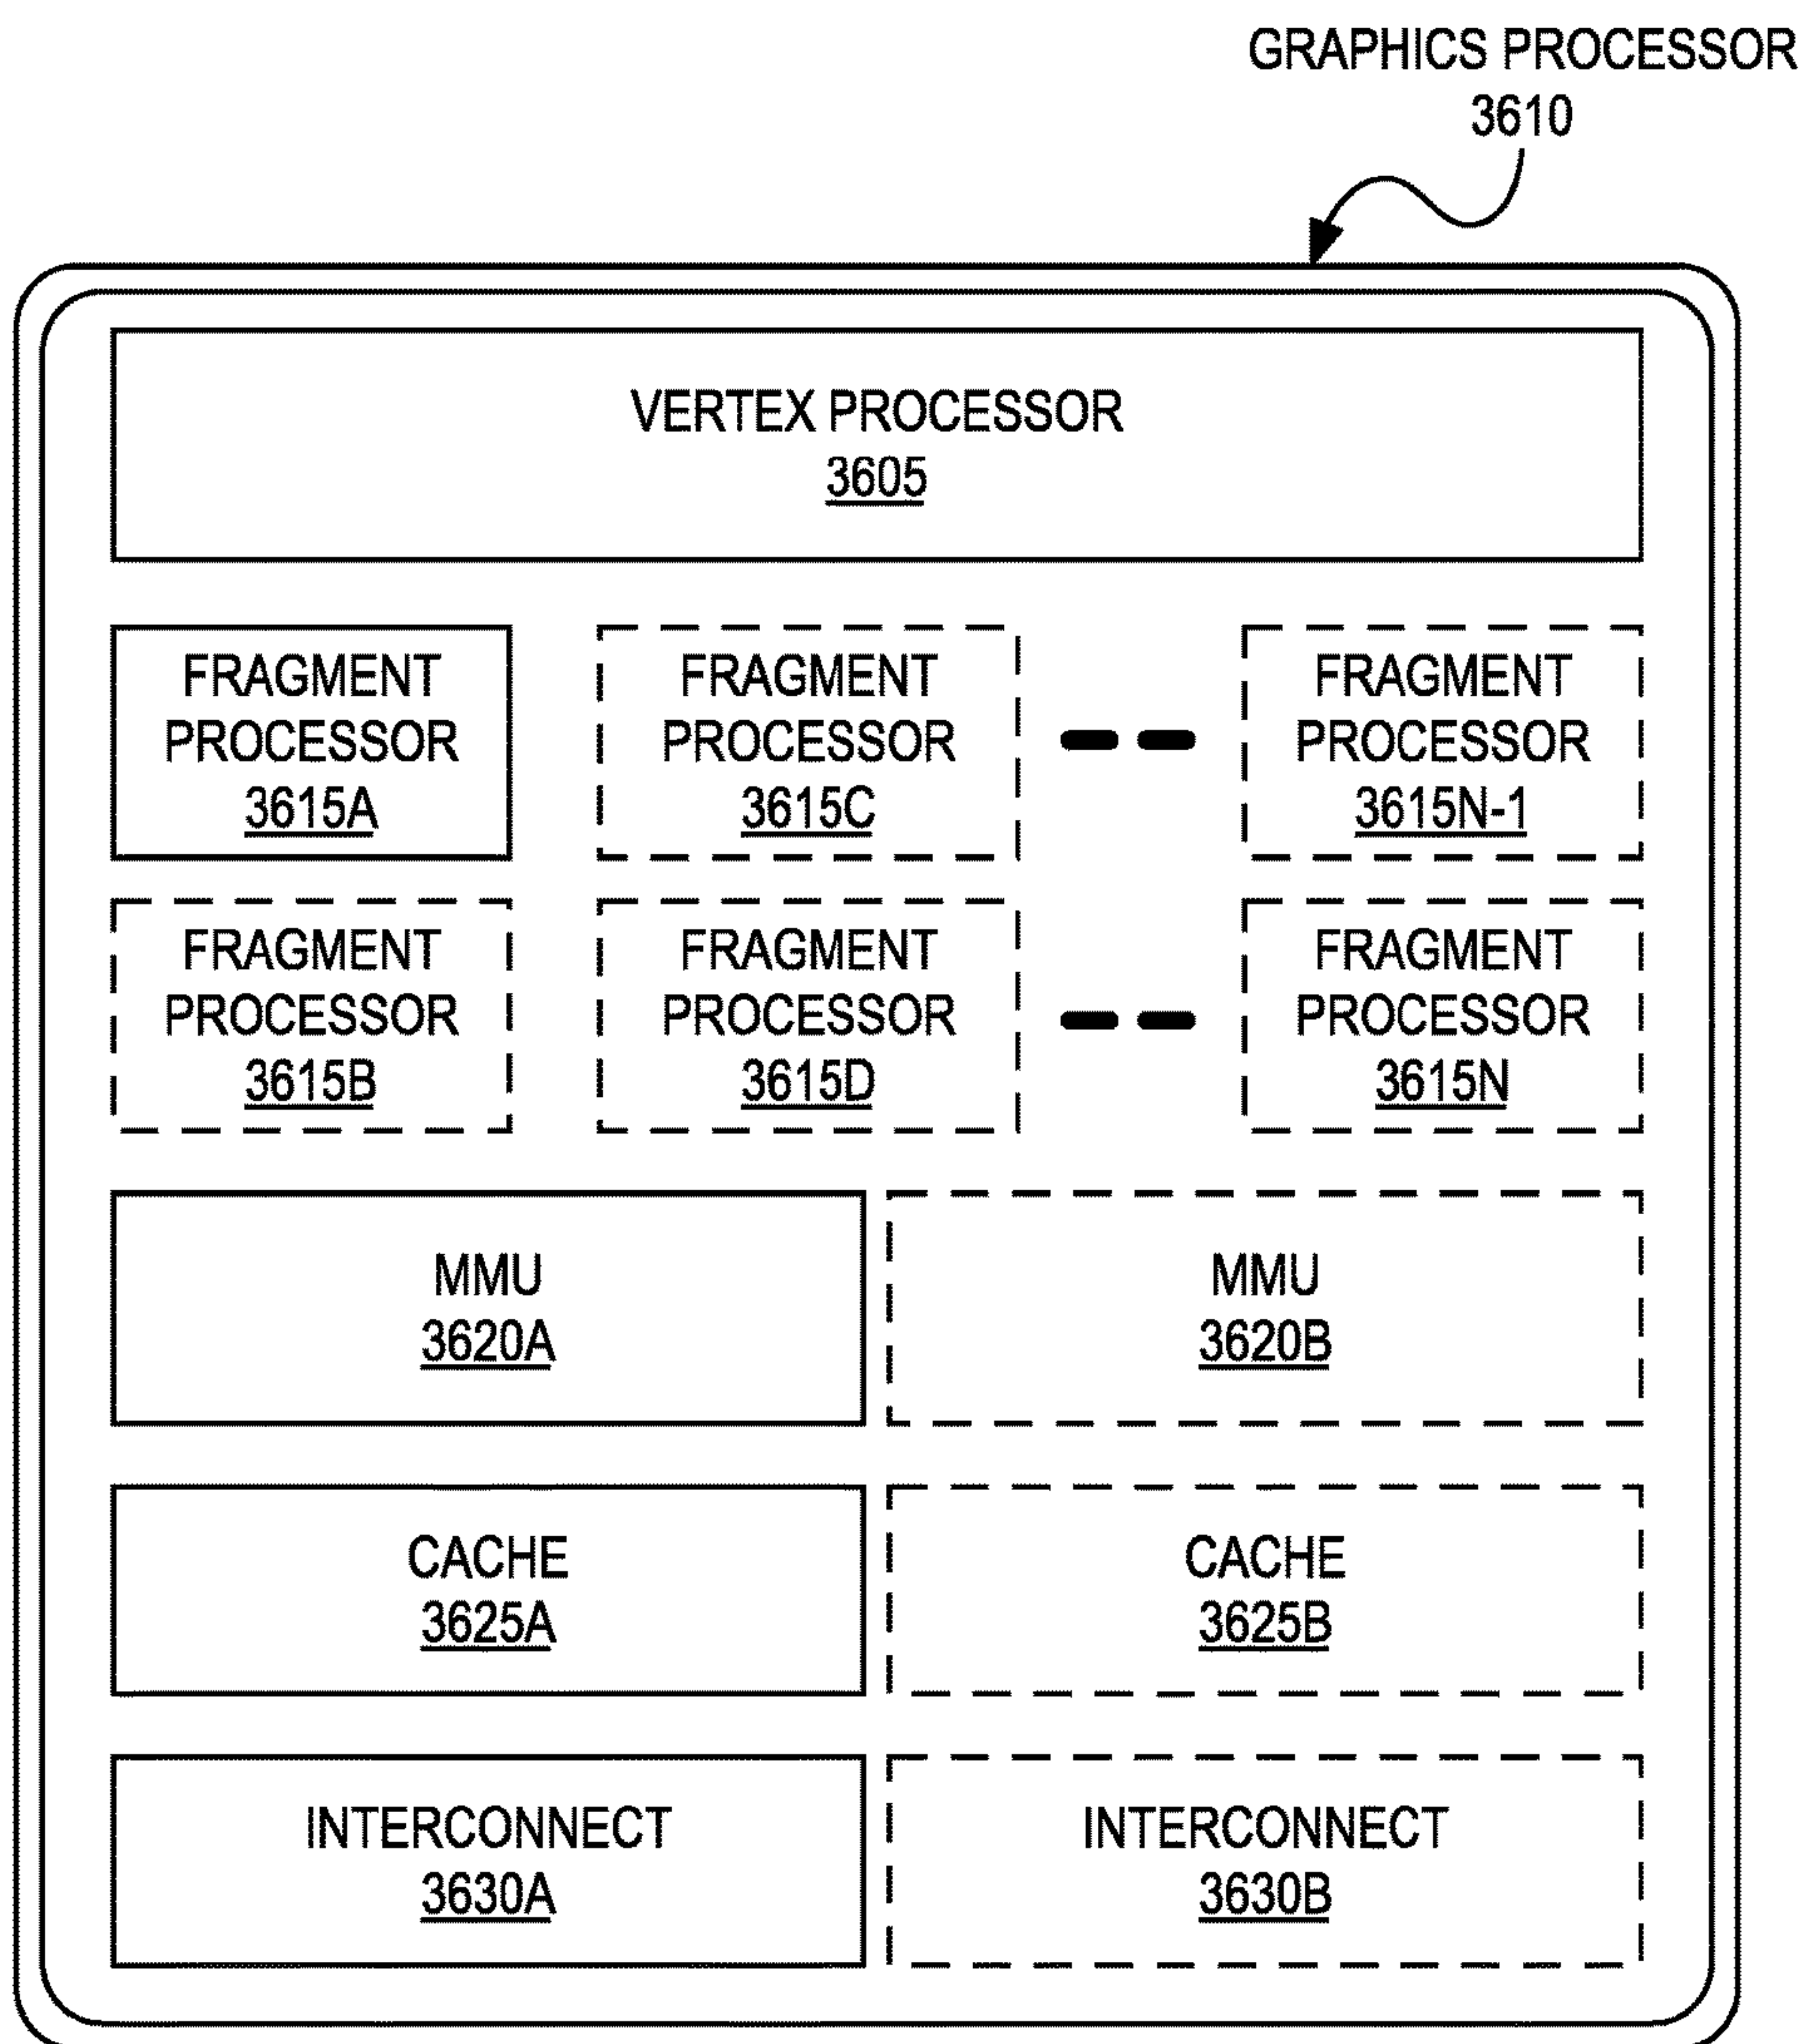 GRAPHICS PROCESSOR
3610
VERTEX PROCESSOR
3605
FRAGMENT
PROCESSOR
3615A
FRAGMENT
PROCESSOR
3615C
FRAGMENT
PROCESSOR
3615N-1
FRAGMENT
PROCESSOR
3615B
FRAGMENT
PROCESSOR
3615D
FRAGMENT
PROCESSOR
3615N
MMU
3620A
MMU
3620B
CACHE
3625A
CACHE
3625B
INTERCONNECT
3630A
INTERCONNECT
3630B